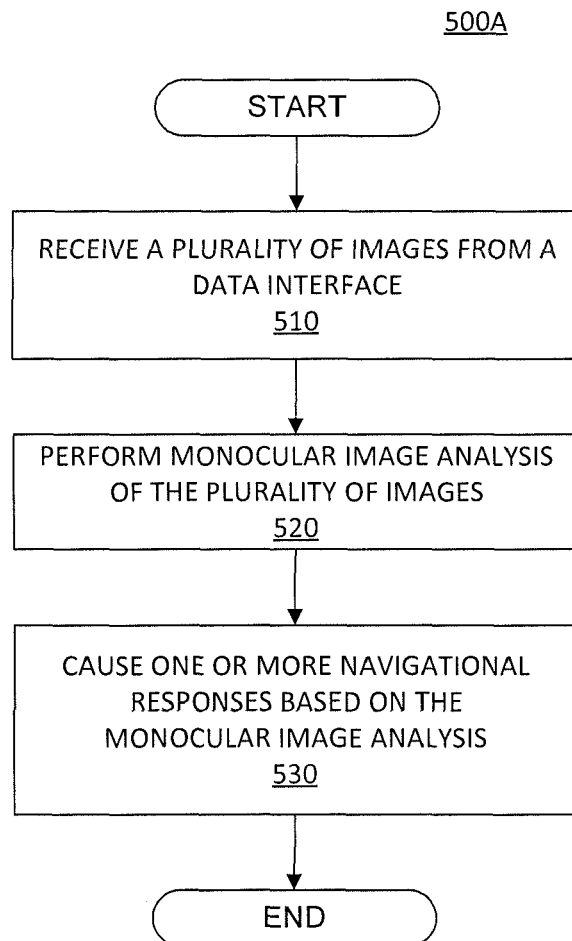 500A
START
RECEIVE A PLURALITY OF IMAGES FROM A
DATA INTERFACE
510
PERFORM MONOCULAR IMAGE ANALYSIS
OF THE PLURALITY OF IMAGES
520
CAUSE ONE OR MORE NAVIGATIONAL
RESPONSES BASED ON THE
MONOCULAR IMAGE ANALYSIS
530
END